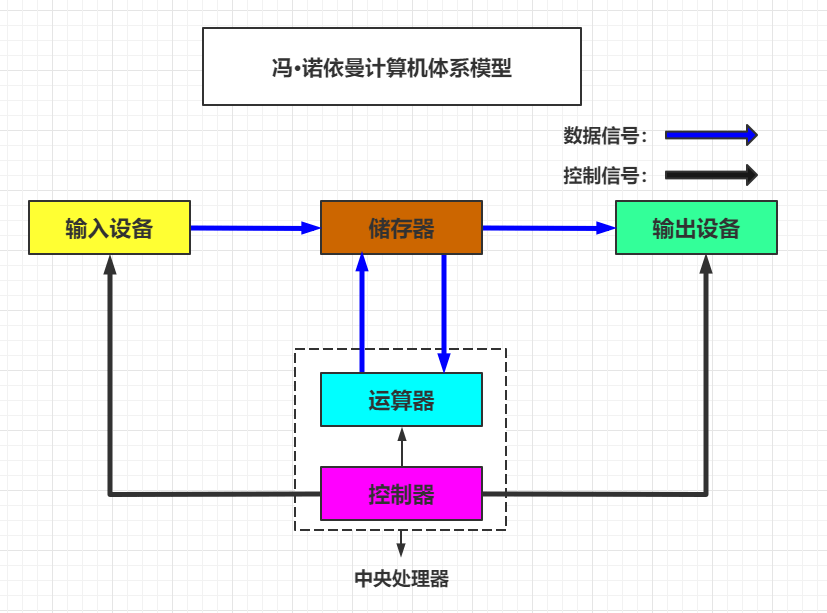 冯•诺依曼计算机体系模型
数据信号：
控制信号：
输入设备
储存器
输出设备
运算器
控制器
中央处理器